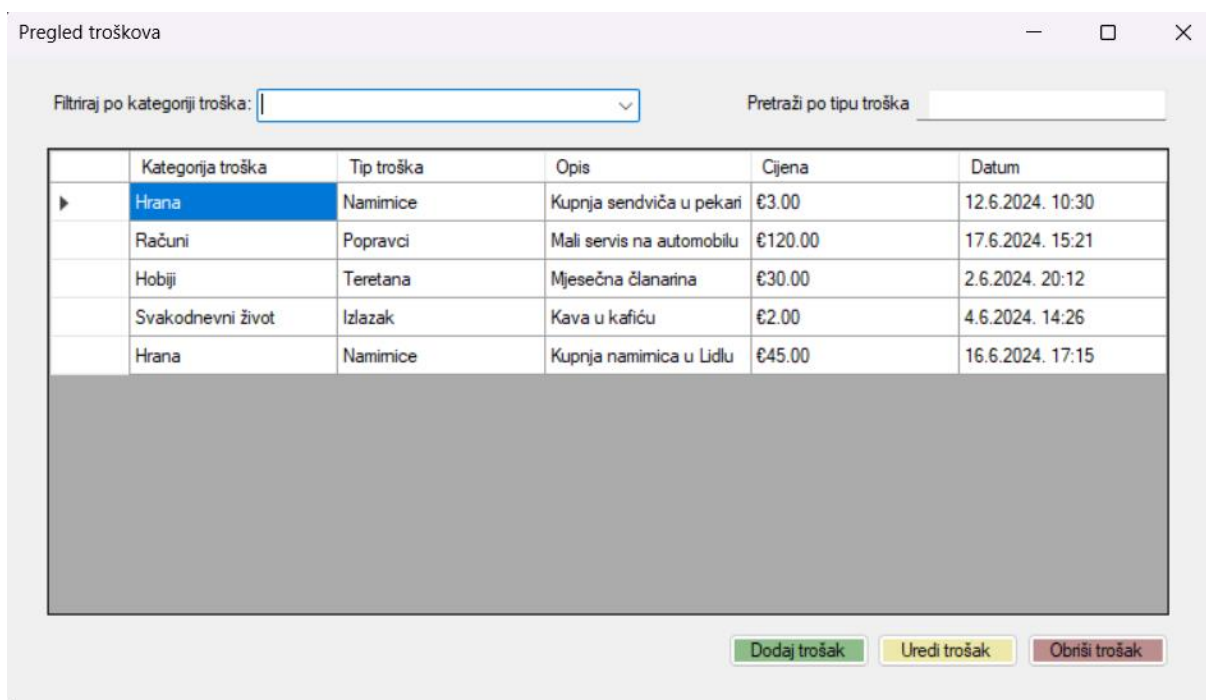 Pregled troškova
Filtriraj po kategoriji troška: Pretraži po tipu troška
Kategorija troška Tip troška Opis Cijena Datum
Hrana Namirnice Kupnja sendviča u pekari €3.00 12.6.2024. 10:30
Računi Popravci Mali servis na automobilu €120.00 17.6.2024. 15:21
Hobiji Teretana Mjesečna članarina €30.00 2.6.2024. 20:12
Svakodnevni život Izlazak Kava u kafiću €2.00 4.6.2024. 14:26
Hrana Namirnice Kupnja namirnica u Lidlu €45.00 16.6.2024. 17:15
Dodaj trošak Uredi trošak Obriši trošak